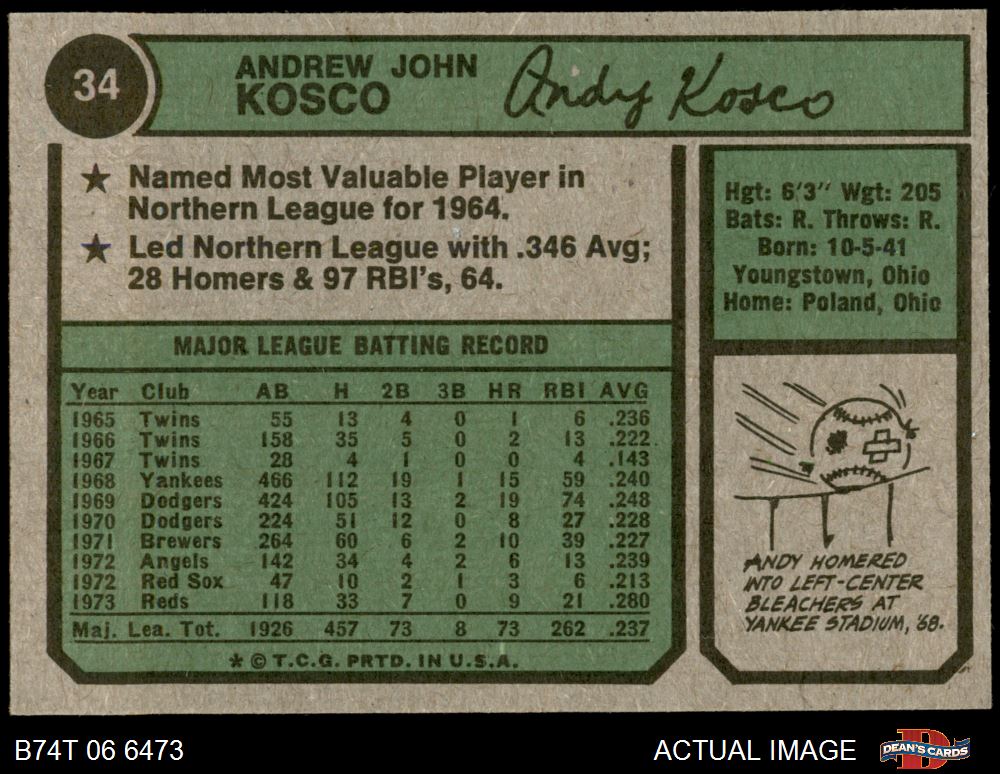 34
ANDREW JOHN
KOSCO
Andy Kosco
★ Named Most Valuable Player in
Northern League for 1964.
★ Led Northern League with .346 Avg;
28 Homers & 97 RBI's, 64.
MAJOR LEAGUE BATTING RECORD
Year Club AB H 2B 3B HR RBI AVG
1965 Twins 55 13 4 0 1 6 .236
1966 Twins 158 35 5 0 2 13 .222
1967 Twins 28 4 1 0 0 4 .143
1968 Yankees 466 112 19 1 15 59 .240
1969 Dodgers 424 105 13 2 19 74 .248
1970 Dodgers 224 51 12 0 8 27 .228
1971 Brewers 264 60 6 2 10 39 .227
1972 Angels 142 34 4 2 6 13 .239
1972 Red Sox 47 10 2 1 3 6 .213
1973 Reds 118 33 7 0 9 21 .280
Maj. Lea. Tot. 1926 457 73 8 73 262 .237
* © T.C.G. PRTD. IN U.S.A.
Hgt: 6'3" Wgt: 205
Bats: R. Throws: R.
Born: 10-5-41
Youngstown, Ohio
Home: Poland, Ohio
ANDY HOMERED
INTO LEFT-CENTER
BLEACHERS AT
YANKEE STADIUM, '68.
B74T 06 6473
ACTUAL IMAGE
DEAN'S CARDS